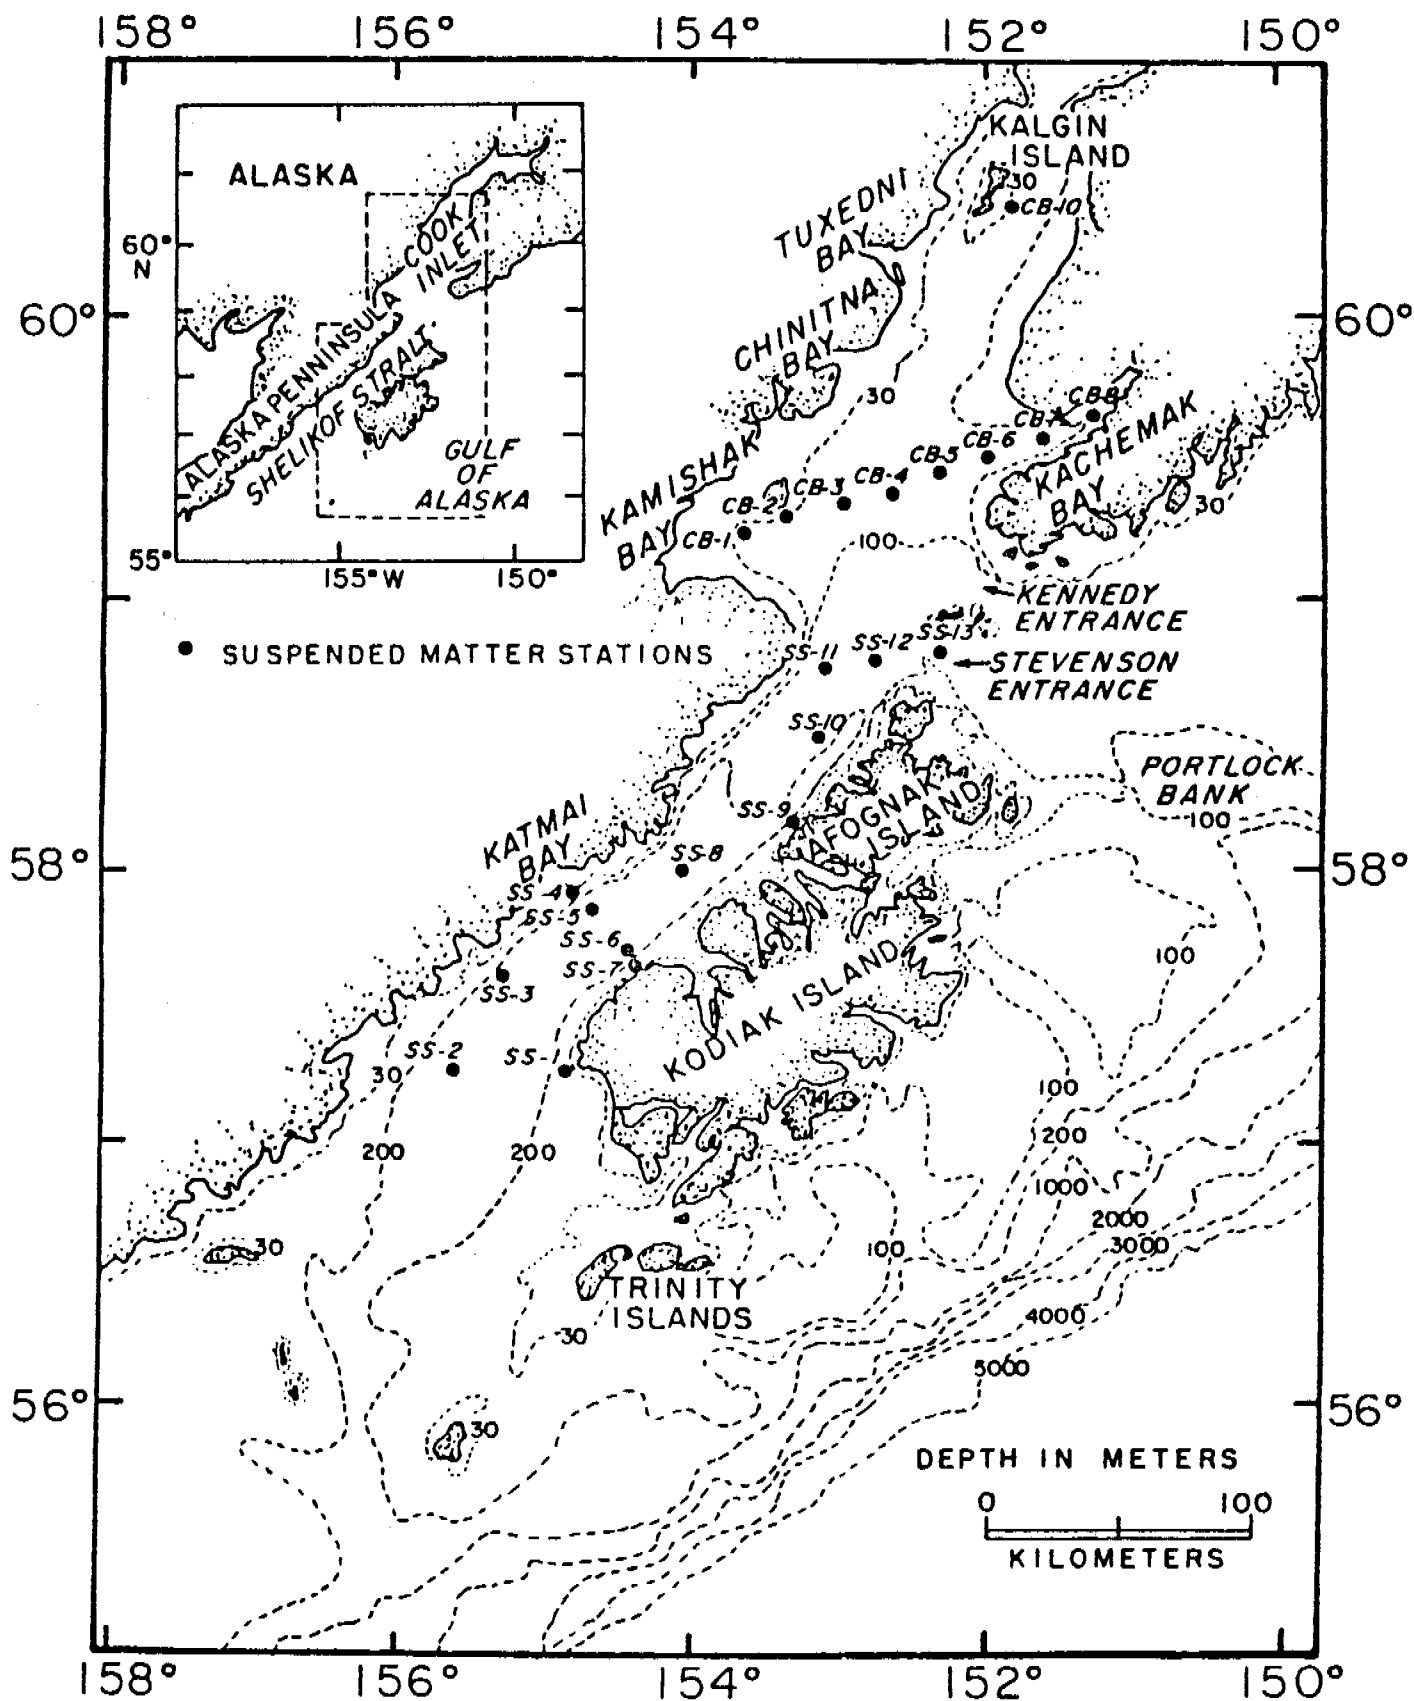 158° 156° 154° 152° 150°
KALGIN
ISLAND
30
CB-10
ALASKA
TUXEDNI
BAY
COOK
INLET
60°
N
60° 60°
CHINITNA
BAY
ALASKA PENNINSULA
SHELIKOF STRAIT
30
CB-8
CB-7
CB-6
CB-5
CB-4
CB-3
CB-2
CB-1
KACHEMAK
BAY
30
GULF
OF
ALASKA
KAMISHAK
BAY
100
55°
155°W 150°
KENNEDY
ENTRANCE
SS-13
SS-12
SS-11
SUSPENDED MATTER STATIONS
STEVENSON
ENTRANCE
SS-10
PORTLOCK
BANK
100
SS-9
AFOGNAK
ISLAND
KATMAI
BAY
SS-8
58° 58°
SS-4
SS-5
SS-6
SS-7
SS-3
100
KODIAK ISLAND
SS-2
SS-
30
100
200
200
200
1000
2000
3000
30
100
TRINITY
ISLANDS
4000
30
5000
56° 56°
30
DEPTH IN METERS
0 100
KILOMETERS
158° 156° 154° 152° 150°